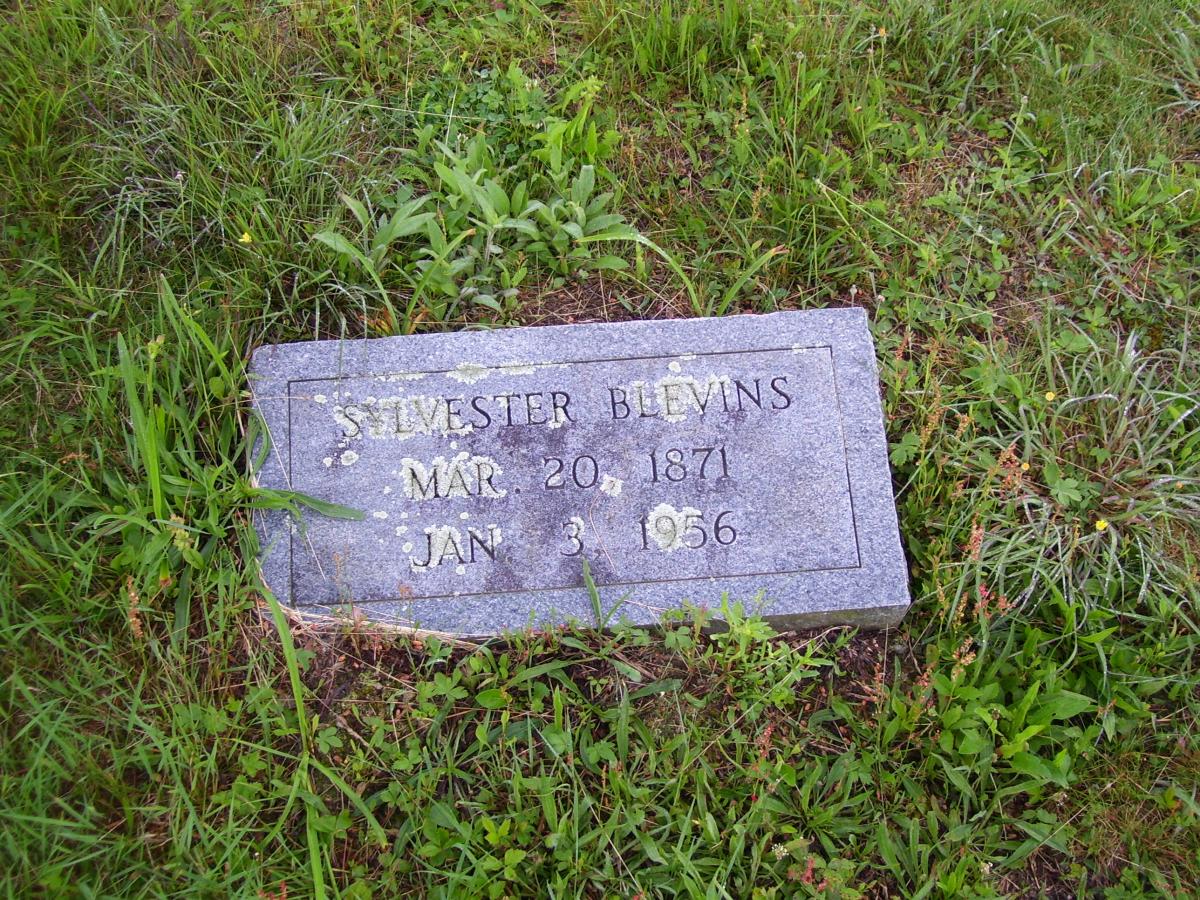 SYLVESTER BLEVINS
MAR. 20, 1871
JAN. 3, 1956